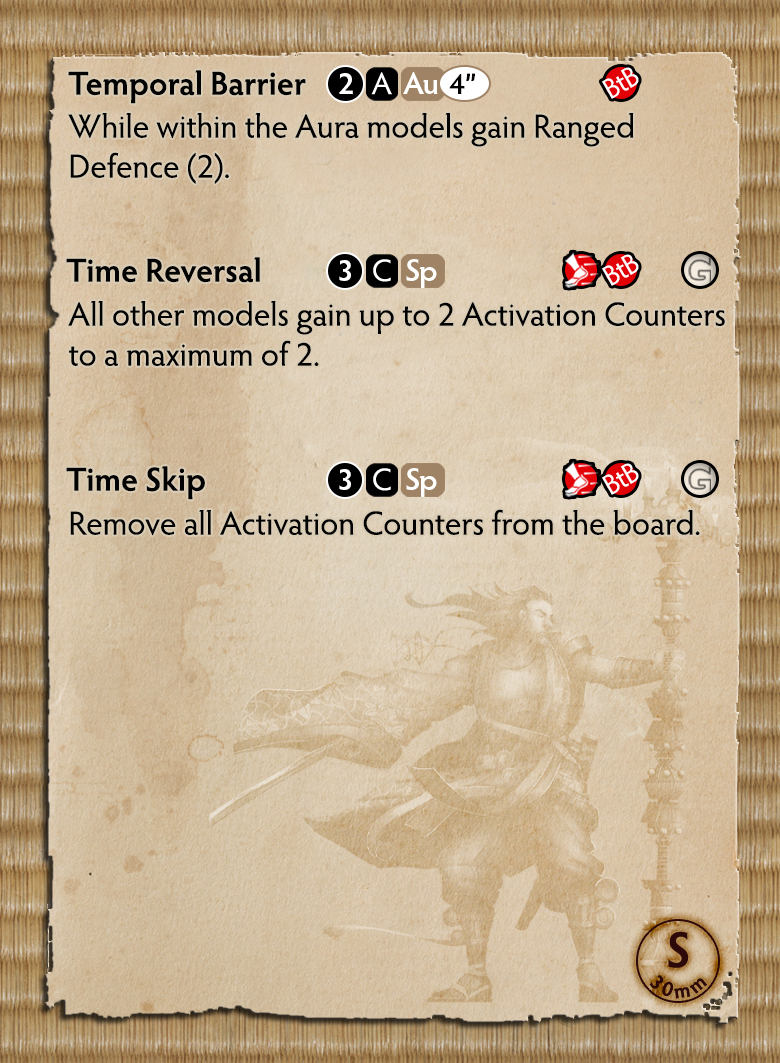 Temporal Barrier 2 A Au 4" BtB
While within the Aura models gain Ranged
Defence (2).
Time Reversal 3 C Sp BtB G
All other models gain up to 2 Activation Counters
to a maximum of 2.
Time Skip 3 C Sp BtB G
Remove all Activation Counters from the board.
S
30mm